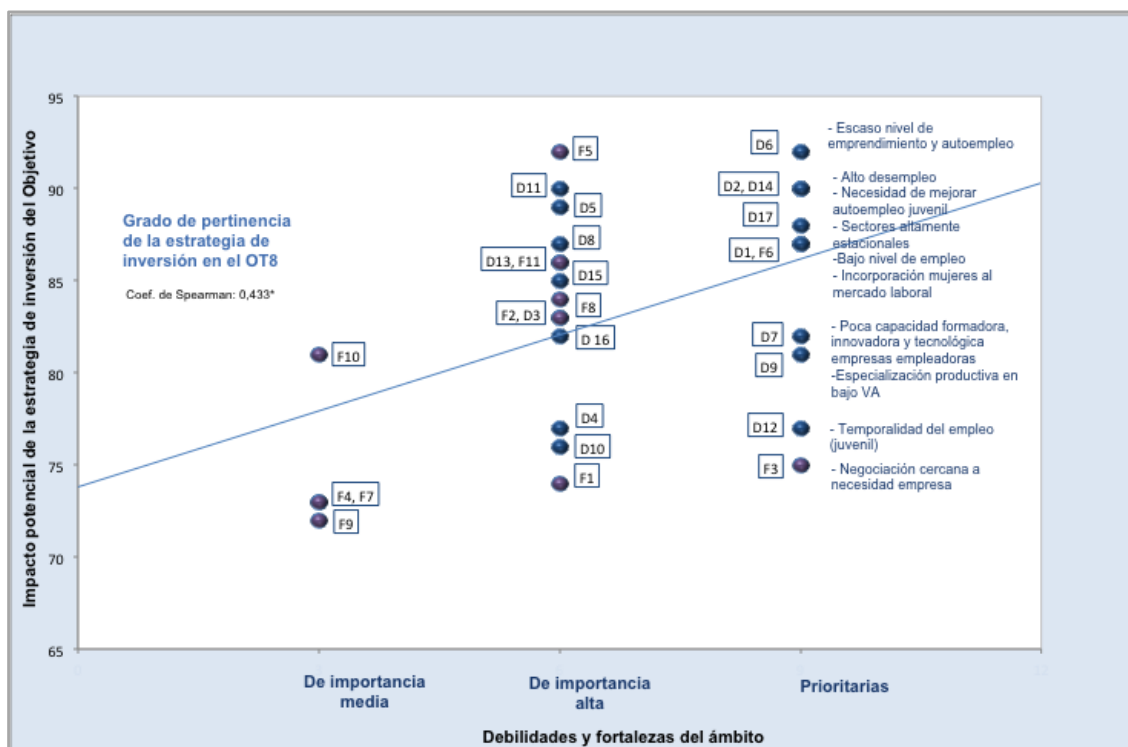 Impacto potencial de la estrategia de inversión del Objetivo
95
90
85
80
75
70
65
Grado de pertinencia
de la estrategia de
inversión en el OT8
Coef. de Spearman: 0,433*
F10
F4, F7
F9
F5
D11
D5
D8
D13, F11
D15
F8
F2, D3
D 16
D4
D10
F1
D6
D2, D14
D17
D1, F6
D7
D9
D12
F3
- Escaso nivel de
emprendimiento y autoempleo
- Alto desempleo
- Necesidad de mejorar
autoempleo juvenil
- Sectores altamente
estacionales
-Bajo nivel de empleo
- Incorporación mujeres al
mercado laboral
- Poca capacidad formadora,
innovadora y tecnológica
empresas empleadoras
-Especialización productiva en
bajo VA
- Temporalidad del empleo
(juvenil)
- Negociación cercana a
necesidad empresa
De importancia
media
De importancia
alta
Prioritarias
Debilidades y fortalezas del ámbito